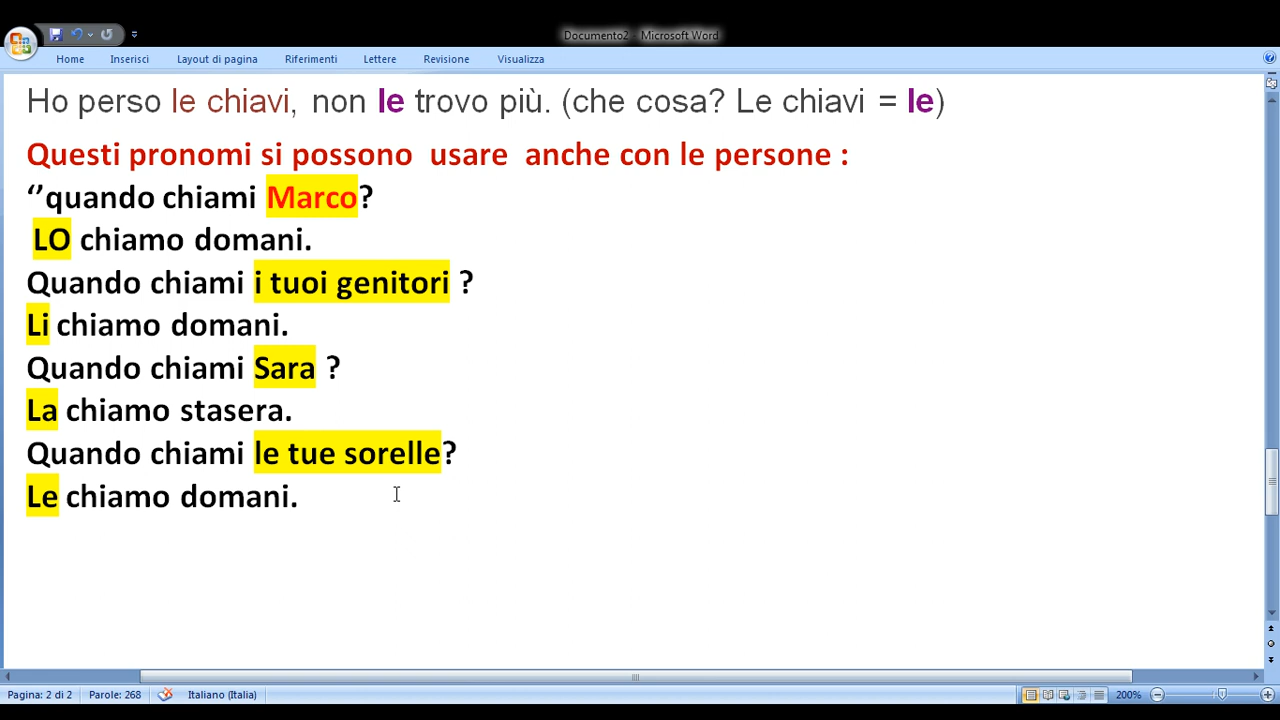 Documento2 - Microsoft Word
Home Inserisci Layout di pagina Riferimenti Lettere Revisione Visualizza
Ho perso le chiavi, non le trovo più. (che cosa? Le chiavi = le)
Questi pronomi si possono usare anche con le persone :
‘’quando chiami Marco?
LO chiamo domani.
Quando chiami i tuoi genitori ?
Li chiamo domani.
Quando chiami Sara ?
La chiamo stasera.
Quando chiami le tue sorelle?
Le chiamo domani.
Pagina: 2 di 2 Parole: 268 Italiano (Italia) 200%